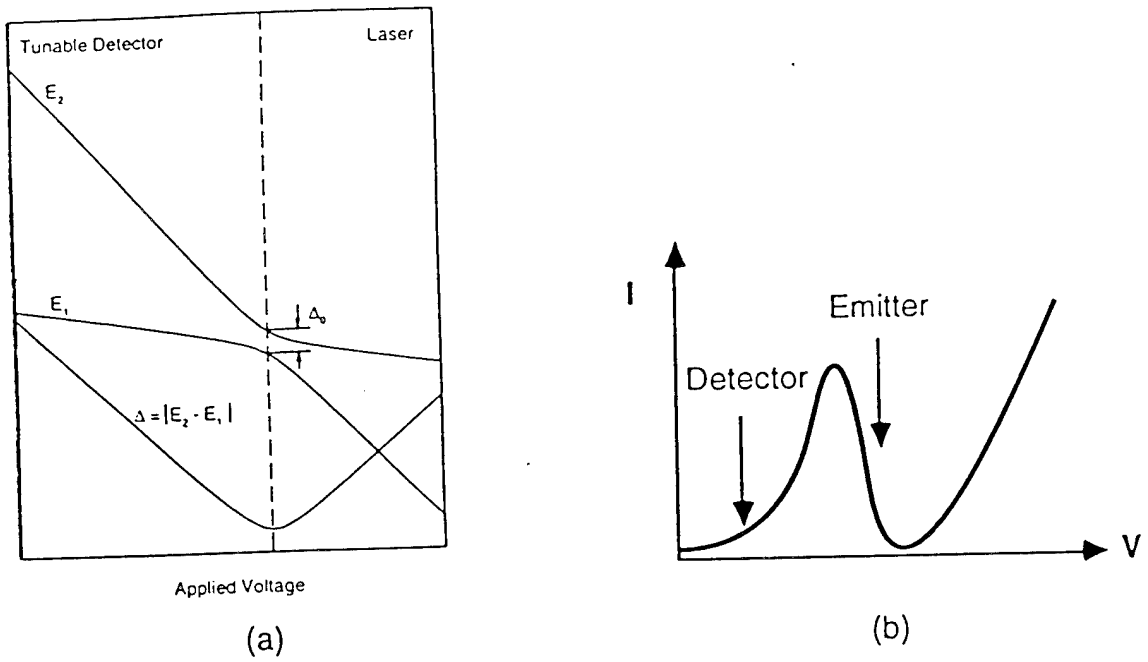 Tunable Detector
Laser
E₂
E₁
Δ₀
Δ = |E₂ - E₁|
Applied Voltage
(a)
I
Emitter
Detector
V
(b)